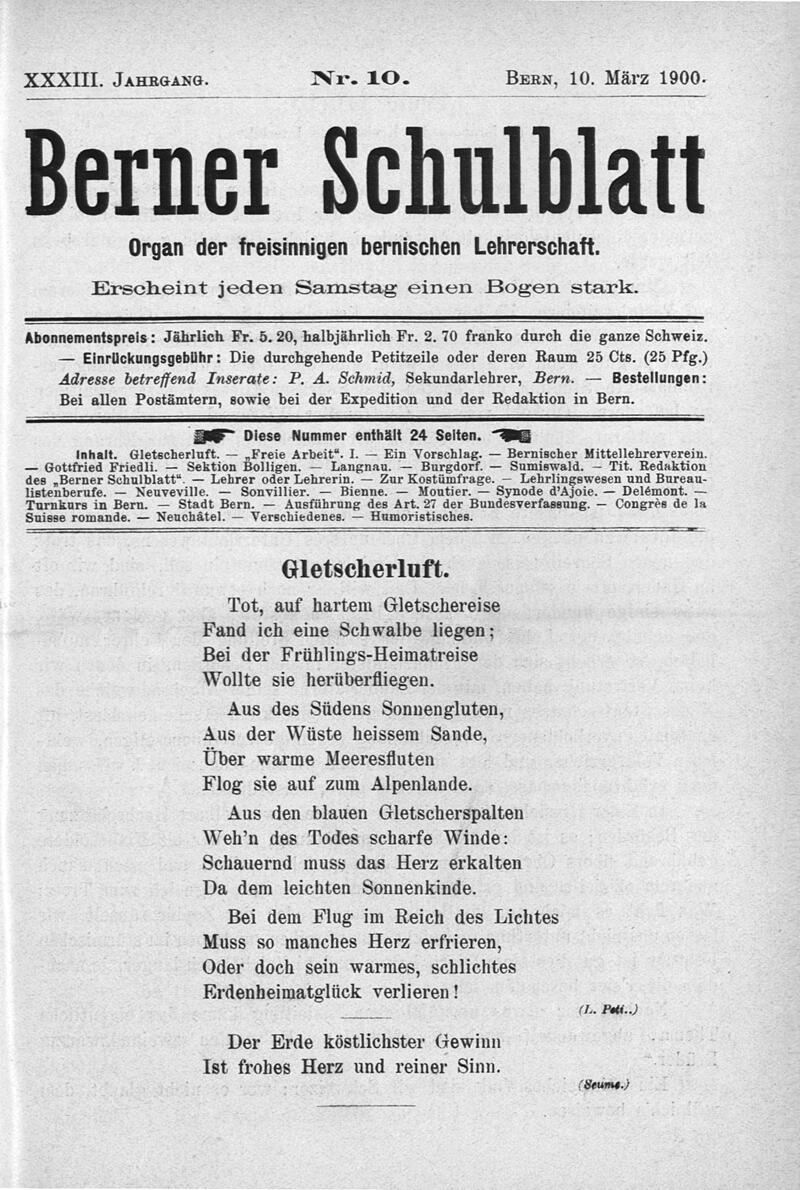 XXXIII. Jahrgang. Nr. 10. Bern, 10. März 1900.
Berner Schulblatt
Organ der freisinnigen bernischen Lehrerschaft.
Erscheint jeden Samstag einen Bogen stark.
Abonnementspreis: Jährlich Fr. 5. 20, halbjährlich Fr. 2. 70 franko durch die ganze Schweiz.
— Einrückungsgebühr: Die durchgehende Petitzeile oder deren Raum 25 Cts. (25 Pfg.)
Adresse betreffend Inserate: P. A. Schmid, Sekundarlehrer, Bern. — Bestellungen:
Bei allen Postämtern, sowie bei der Expedition und der Redaktion in Bern.
Diese Nummer enthält 24 Seiten.
Inhalt. Gletscherluft. — „Freie Arbeit“. I. — Ein Vorschlag. — Bernischer Mittellehrerverein.
— Gottfried Friedli. — Sektion Bolligen. — Langnau. — Burgdorf. — Sumiswald. — Tit. Redaktion
des „Berner Schulblatt“. — Lehrer oder Lehrerin. — Zur Kostümfrage. — Lehrlingswesen und Bureau-
listenberufe. — Neuveville. — Sonvillier. — Bienne. — Moutier. — Synode d'Ajoie. — Delémont. —
Turnkurs in Bern. — Stadt Bern. — Ausführung des Art. 27 der Bundesverfassung. — Congrès de la
Suisse romande. — Neuchâtel. — Verschiedenes. — Humoristisches.
Gletscherluft.
Tot, auf hartem Gletschereise
Fand ich eine Schwalbe liegen;
Bei der Frühlings-Heimatreise
Wollte sie herüberfliegen.
Aus des Südens Sonnengluten,
Aus der Wüste heissem Sande,
Über warme Meeresfluten
Flog sie auf zum Alpenlande.
Aus den blauen Gletscherspalten
Weh'n des Todes scharfe Winde:
Schauernd muss das Herz erkalten
Da dem leichten Sonnenkinde.
Bei dem Flug im Reich des Lichtes
Muss so manches Herz erfrieren,
Oder doch sein warmes, schlichtes
Erdenheimatglück verlieren!
(L. Pett..)
Der Erde köstlichster Gewinn
Ist frohes Herz und reiner Sinn.
(Seume.)